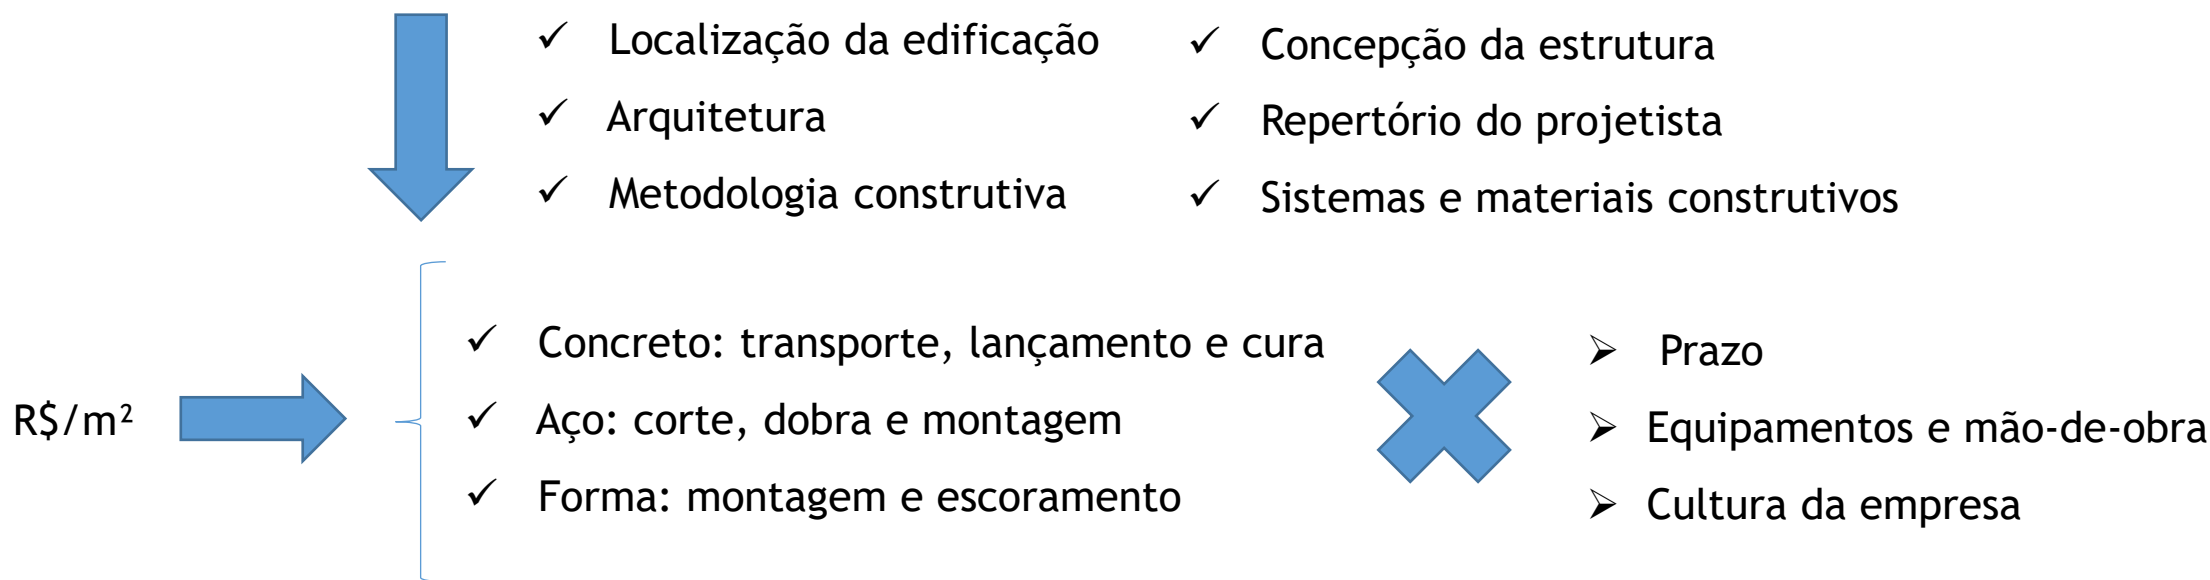 Localização da edificação
Arquitetura
Metodologia construtiva
Concepção da estrutura
Repertório do projetista
Sistemas e materiais construtivos
R$/m²
Concreto: transporte, lançamento e cura
Aço: corte, dobra e montagem
Forma: montagem e escoramento
Prazo
Equipamentos e mão-de-obra
Cultura da empresa